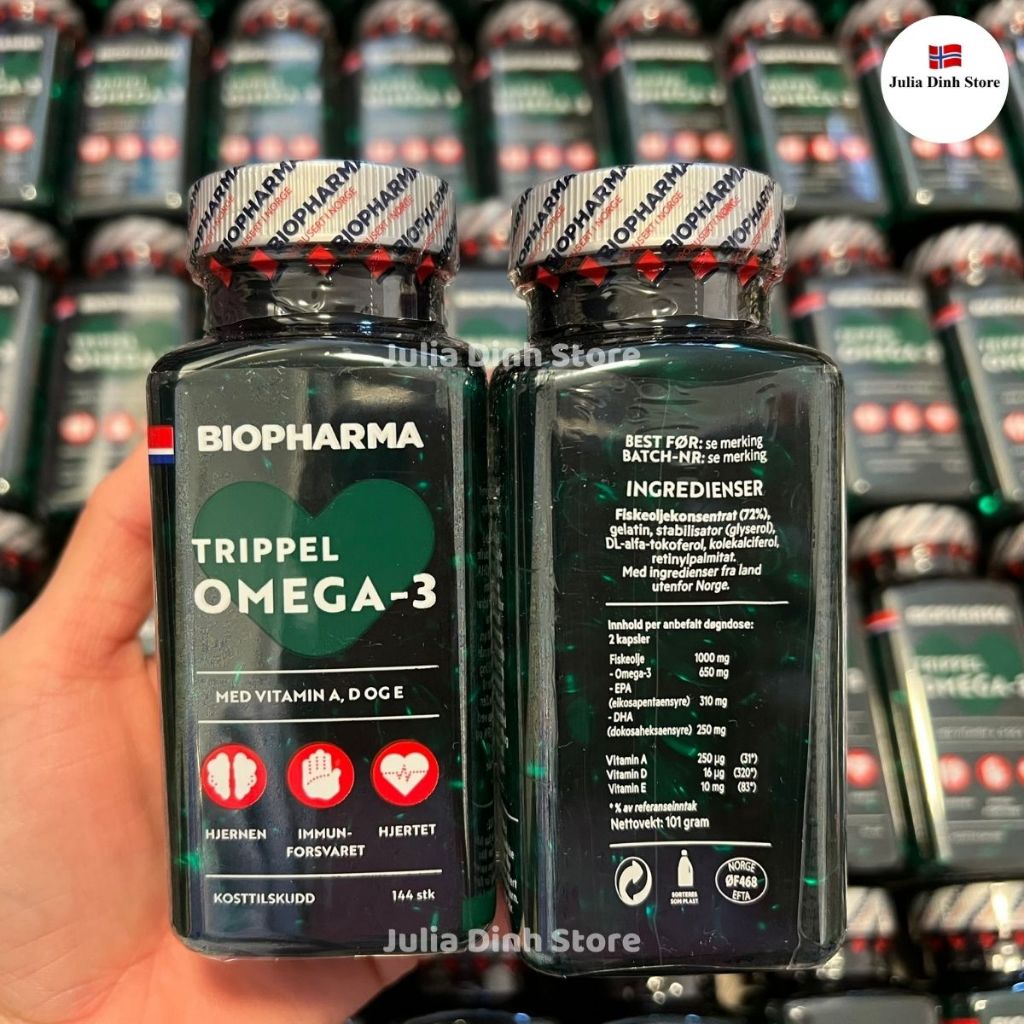 Julia Dinh Store
BIOPHARMA
BIOPHARMA
Julia Dinh Store
BIOPHARMA
TRIPPEL
OMEGA-3
MED VITAMIN A, D OG E
HJERNEN
IMMUN-
FORSVARET
HJERTET
KOSTTILSKUDD
144 stk
BEST FØR: se merking
BATCH-NR: se merking
INGREDIENSER
Fiskeoljekonsentrat (72%),
gelatin, stabilisator (glyserol),
DL-alfa-tokoferol, kolekalciferol,
retinylpalmitat.
Med ingredienser fra land
utenfor Norge.
Innhold per anbefalt døgndose:
2 kapsler
Fiskeolje 1000 mg
- Omega-3 650 mg
- EPA
(eikosapentaensyre) 310 mg
- DHA
(dokosaheksaensyre) 250 mg
Vitamin A 250 µg (31*)
Vitamin D 16 µg (320*)
Vitamin E 10 mg (83*)
* % av referanseinntak
Nettovekt: 101 gram
SORTERES
SOM PLAST
NORGE
ØF468
EFTA
Julia Dinh Store